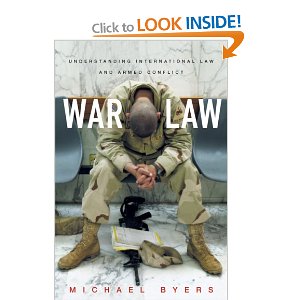 Click to LOOK INSIDE!
UNDERSTANDING INTERNATIONAL LAW
AND ARMED CONFLICT
WAR LAW
MICHAEL BYERS